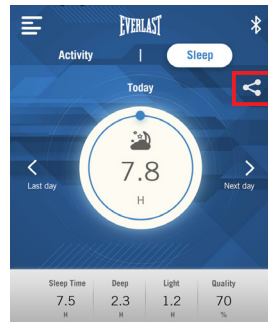 EVERLAST
Activity | Sleep
Today
7.8
H
Last day
Next day
Sleep Time Deep Light Quality
7.5 2.3 1.2 70
H H H %